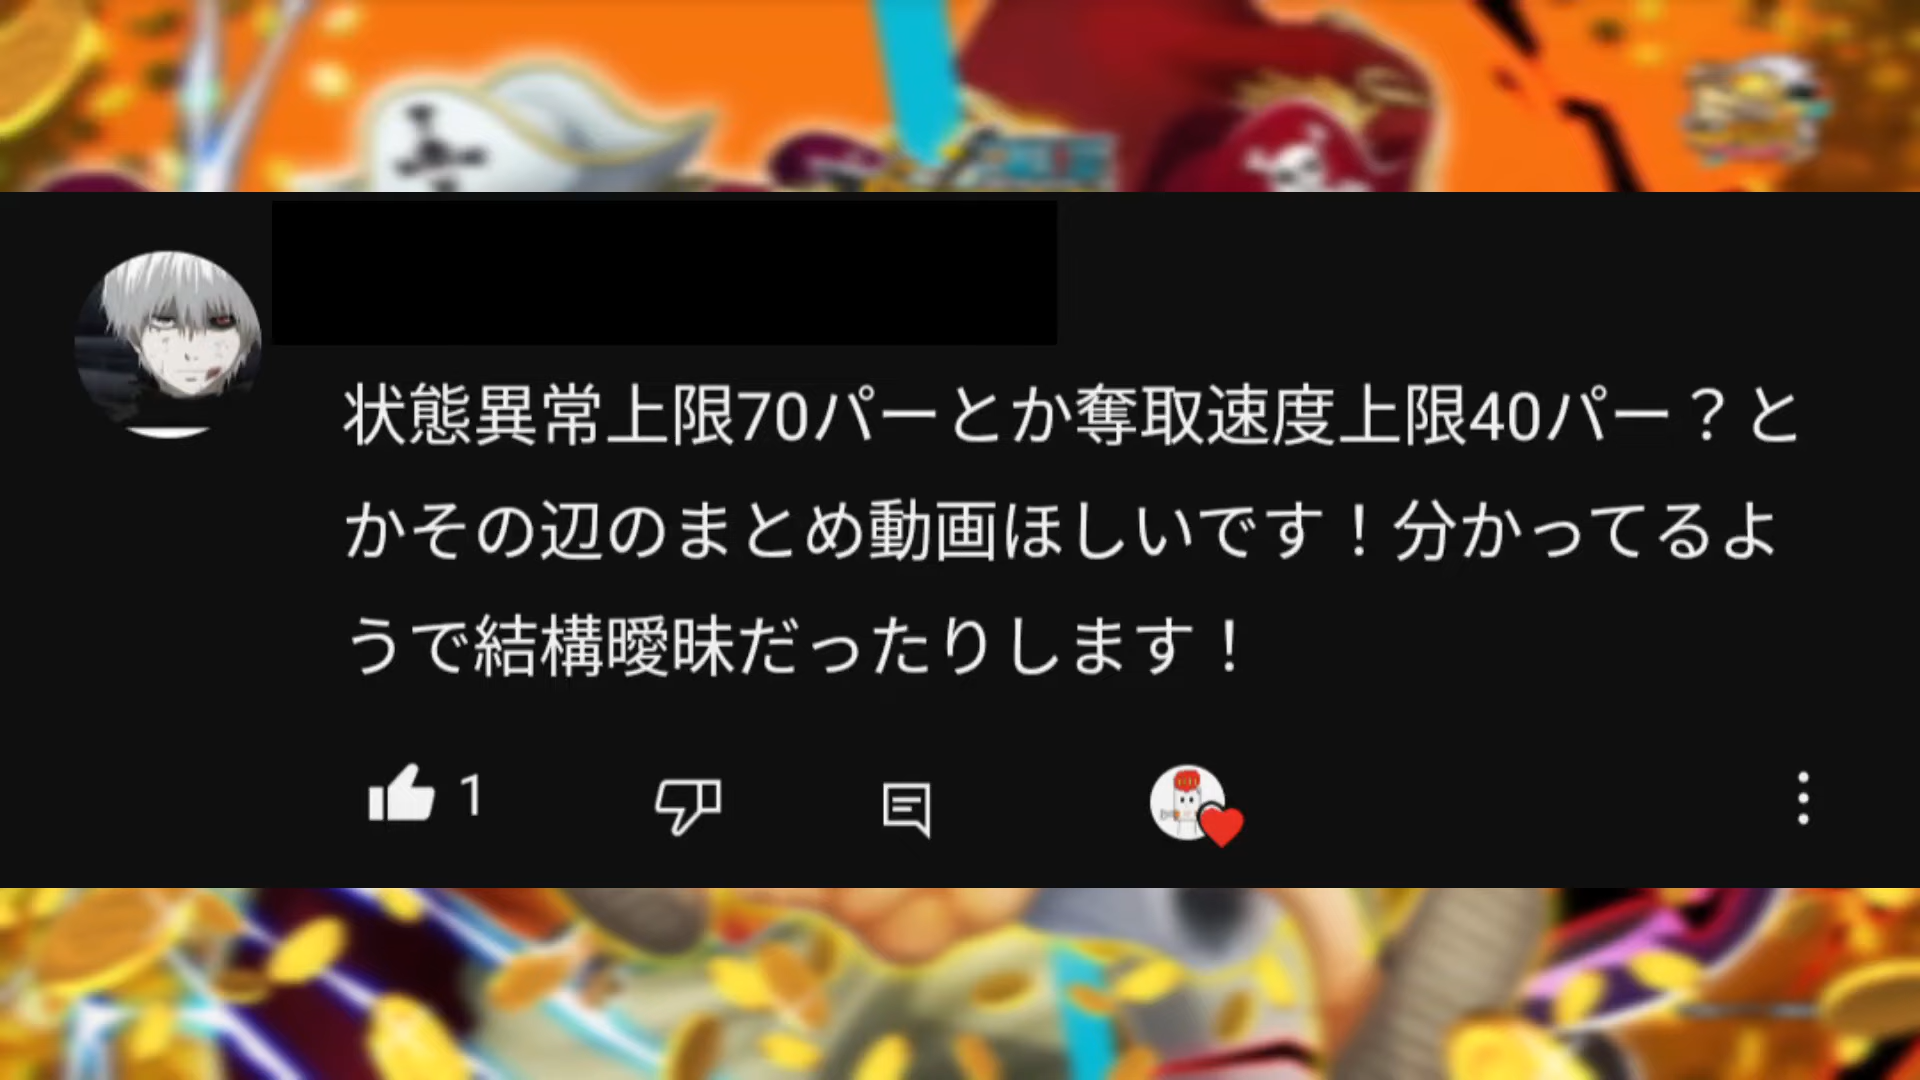 状態異常上限70パーとか奪取速度上限40パー？と
かその辺のまとめ動画ほしいです！分かってるよ
うで結構曖昧だったりします！
1